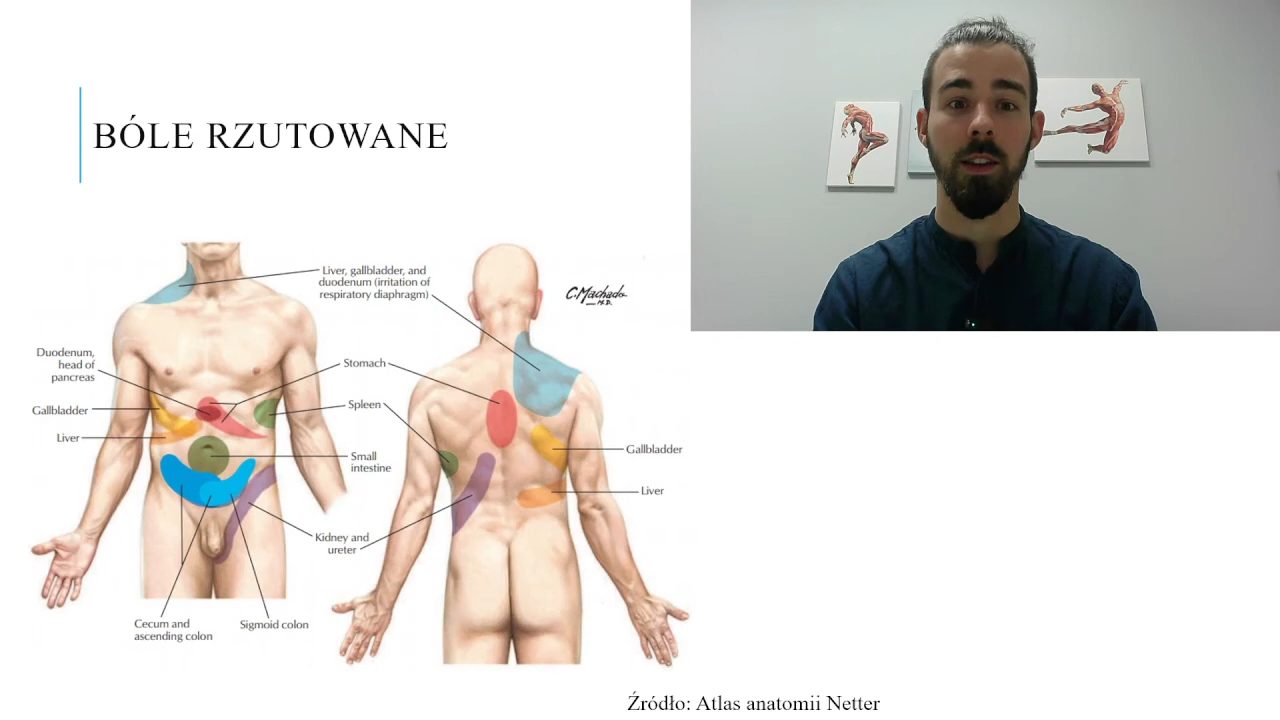 BÓLE RZUTOWANE
Liver, gallbladder, and
duodenum (irritation of
respiratory diaphragm)
C.Machado
M.D.
Duodenum,
head of
pancreas
Stomach
Gallbladder
Spleen
Liver
Gallbladder
Small
intestine
Liver
Kidney and
ureter
Cecum and
ascending colon
Sigmoid colon
Źródło: Atlas anatomii Netter